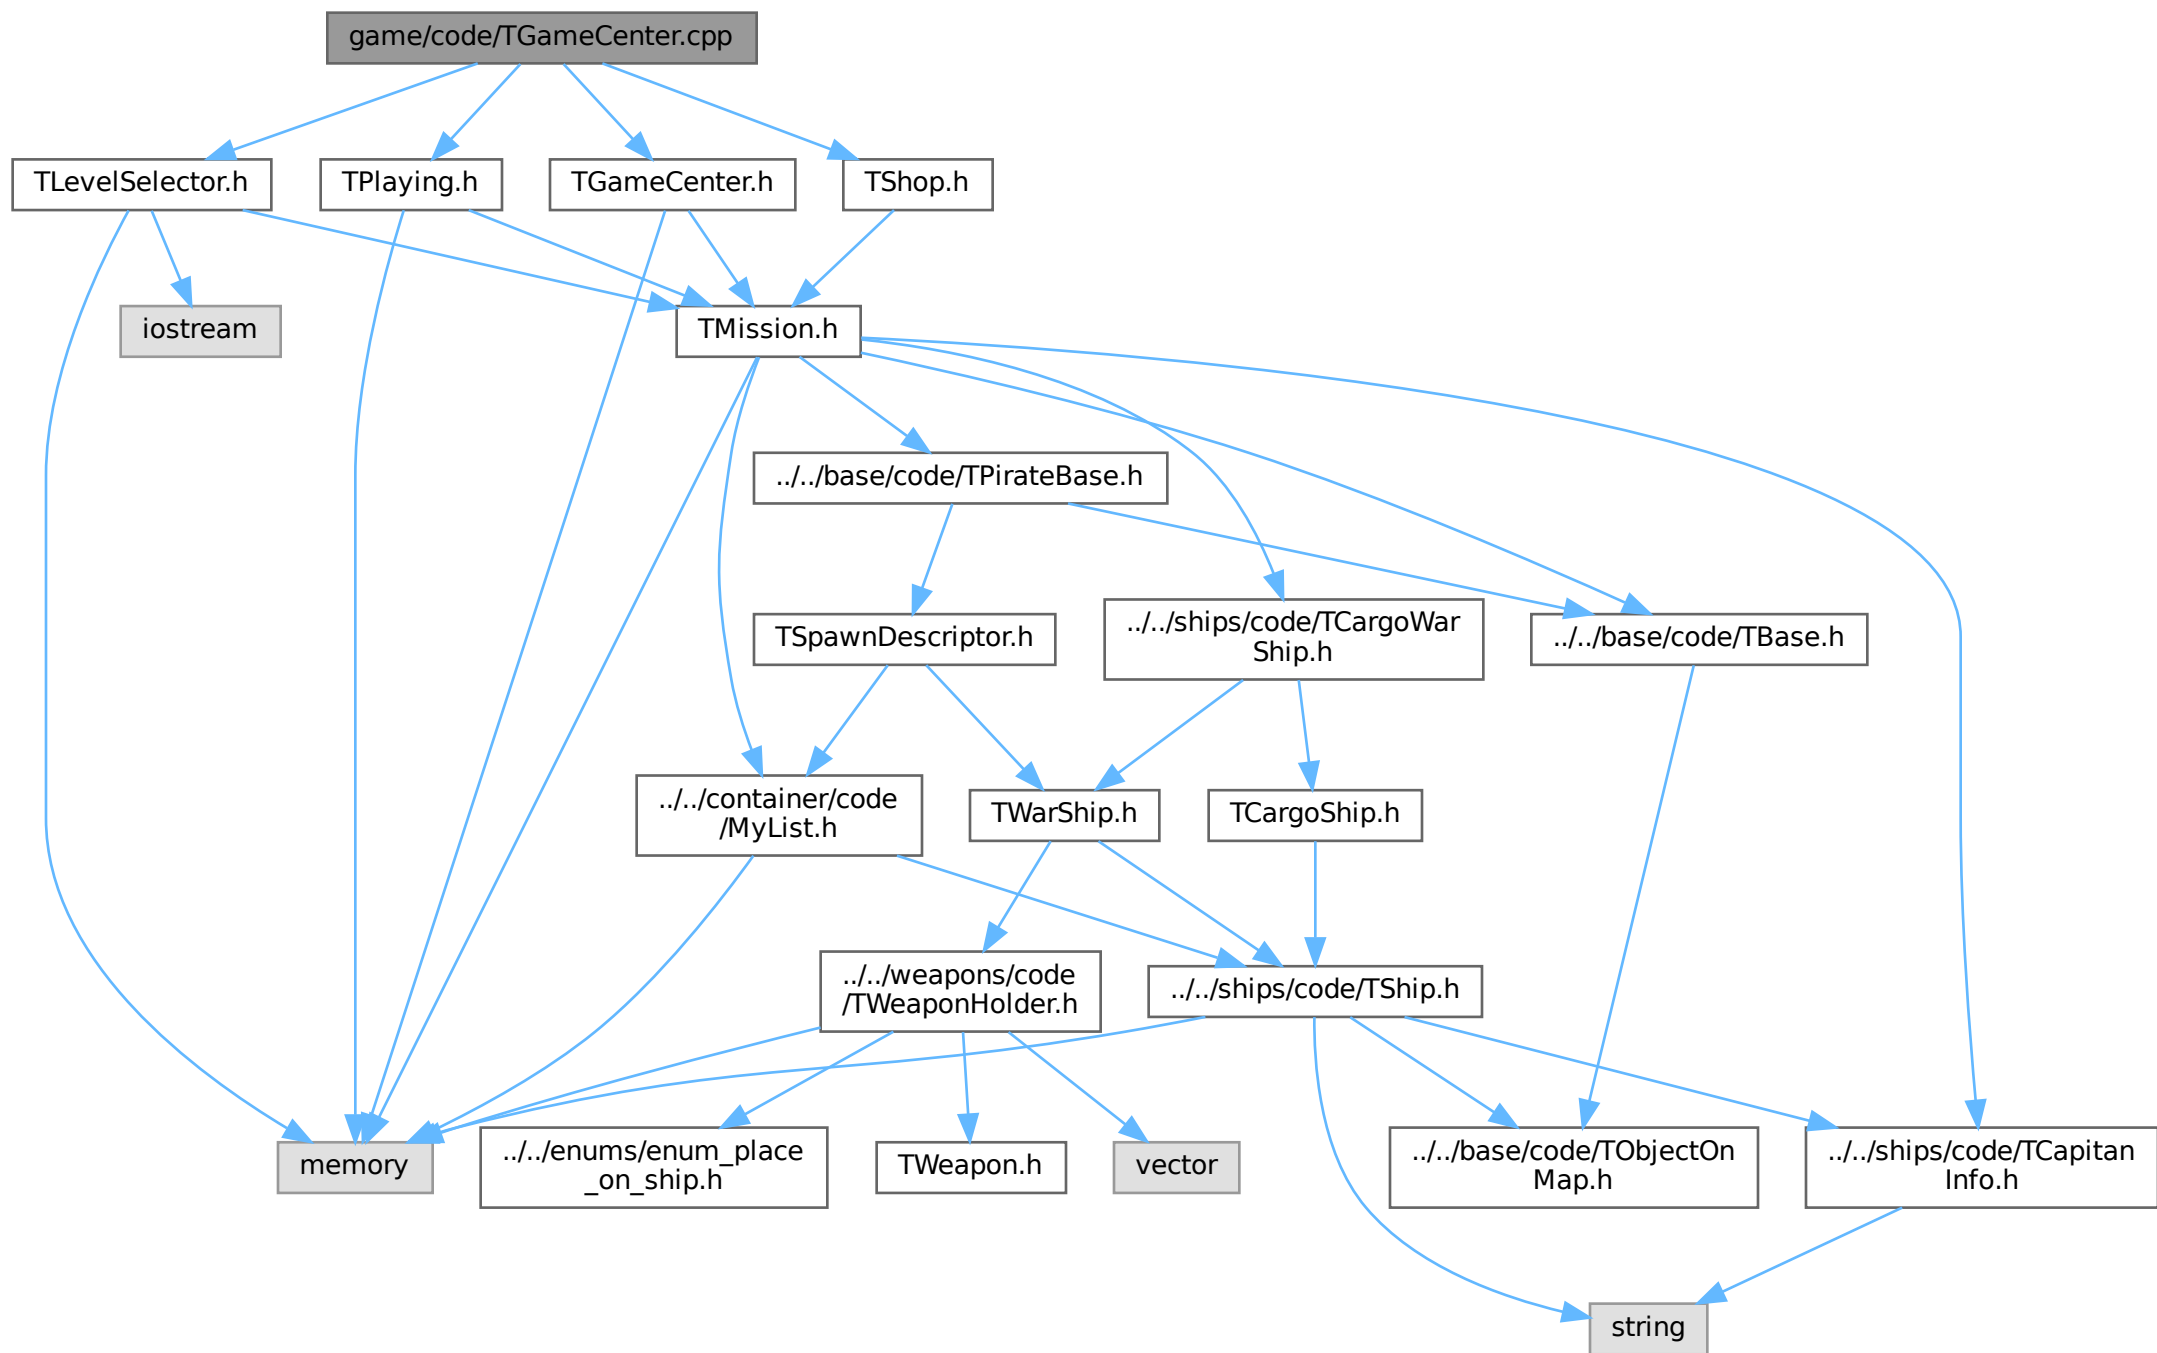 game/code/TGameCenter.cpp
TLevelSelector.h
TPlaying.h
TGameCenter.h
TShop.h
iostream
TMission.h
../../base/code/TPirateBase.h
TSpawnDescriptor.h
../../ships/code/TCargoWar
Ship.h
../../base/code/TBase.h
../../container/code
/MyList.h
TWarShip.h
TCargoShip.h
../../weapons/code
/TWeaponHolder.h
../../ships/code/TShip.h
memory
../../enums/enum_place
_on_ship.h
TWeapon.h
vector
../../base/code/TObjectOn
Map.h
../../ships/code/TCapitan
Info.h
string